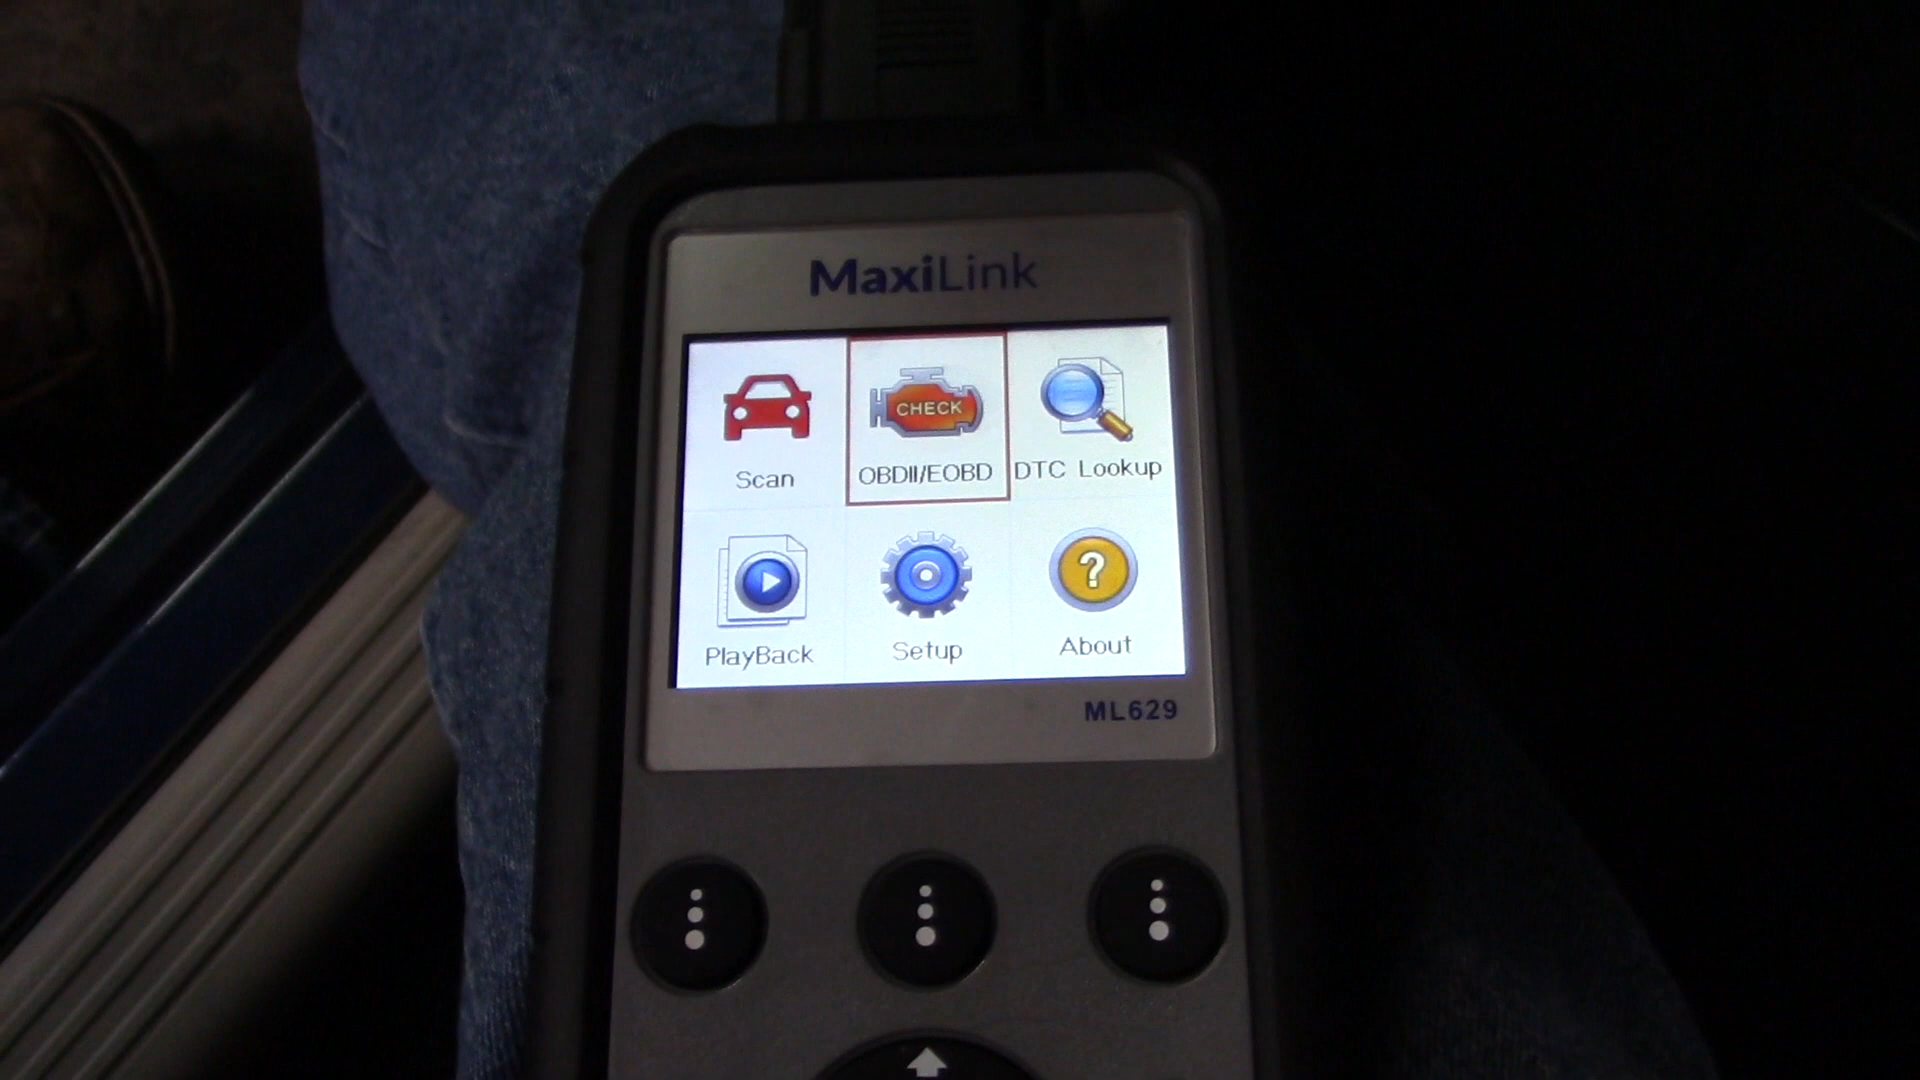 MaxiLink
CHECK
Scan
OBDII/EOBD
DTC Lookup
?
PlayBack
Setup
About
ML629